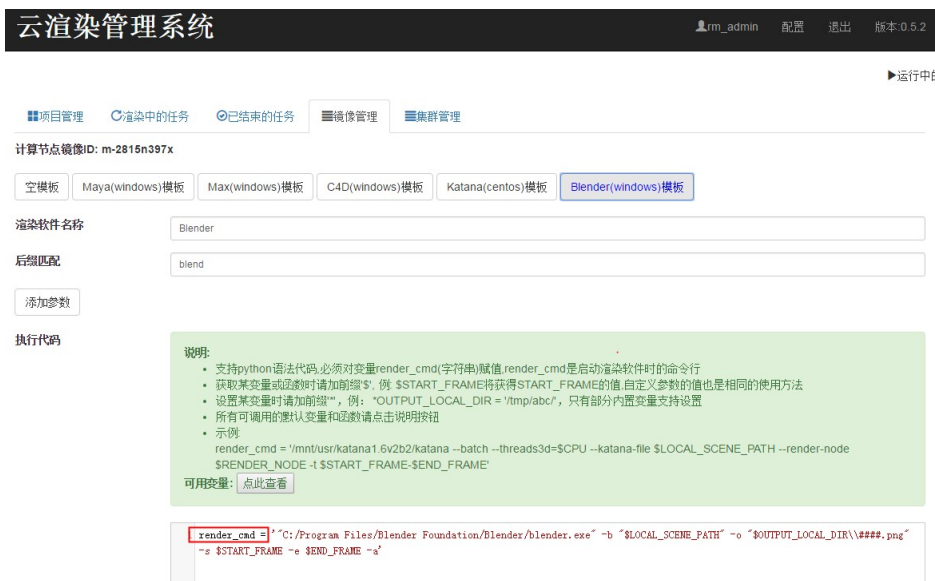 云渲染管理系统
rm_admin 配置 退出 版本:0.5.2
▶运行中的
项目管理 渲染中的任务 已结束的任务 镜像管理 集群管理
计算节点镜像ID: m-2815n397x
空模板 Maya(windows)模板 Max(windows)模板 C4D(windows)模板 Katana(centos)模板 Blender(windows)模板
渲染软件名称 Blender
后缀匹配 blend
添加参数
执行代码
说明:
• 支持python语法代码,必须对变量render_cmd(字符串)赋值,render_cmd是启动渲染软件时的命令行
• 获取某变量或函数时请加前缀'$', 例: $START_FRAME将获得START_FRAME的值,自定义参数的值也是相同的使用方法
• 设置某变量时请加前缀'"', 例: "OUTPUT_LOCAL_DIR = '/tmp/abc/', 只有部分内置变量支持设置
• 所有可调用的默认变量和函数请点击说明按钮
• 示例:
render_cmd = '/mnt/usr/katana1.6v2b2/katana --batch --threads3d=$CPU --katana-file $LOCAL_SCENE_PATH --render-node
$RENDER_NODE -t $START_FRAME-$END_FRAME'
可用变量: 点此查看
render_cmd = '"C:/Program Files/Blender Foundation/Blender/blender.exe" -b "$LOCAL_SCENE_PATH" -o "$OUTPUT_LOCAL_DIR\\####.png"
-s $START_FRAME -e $END_FRAME -a'